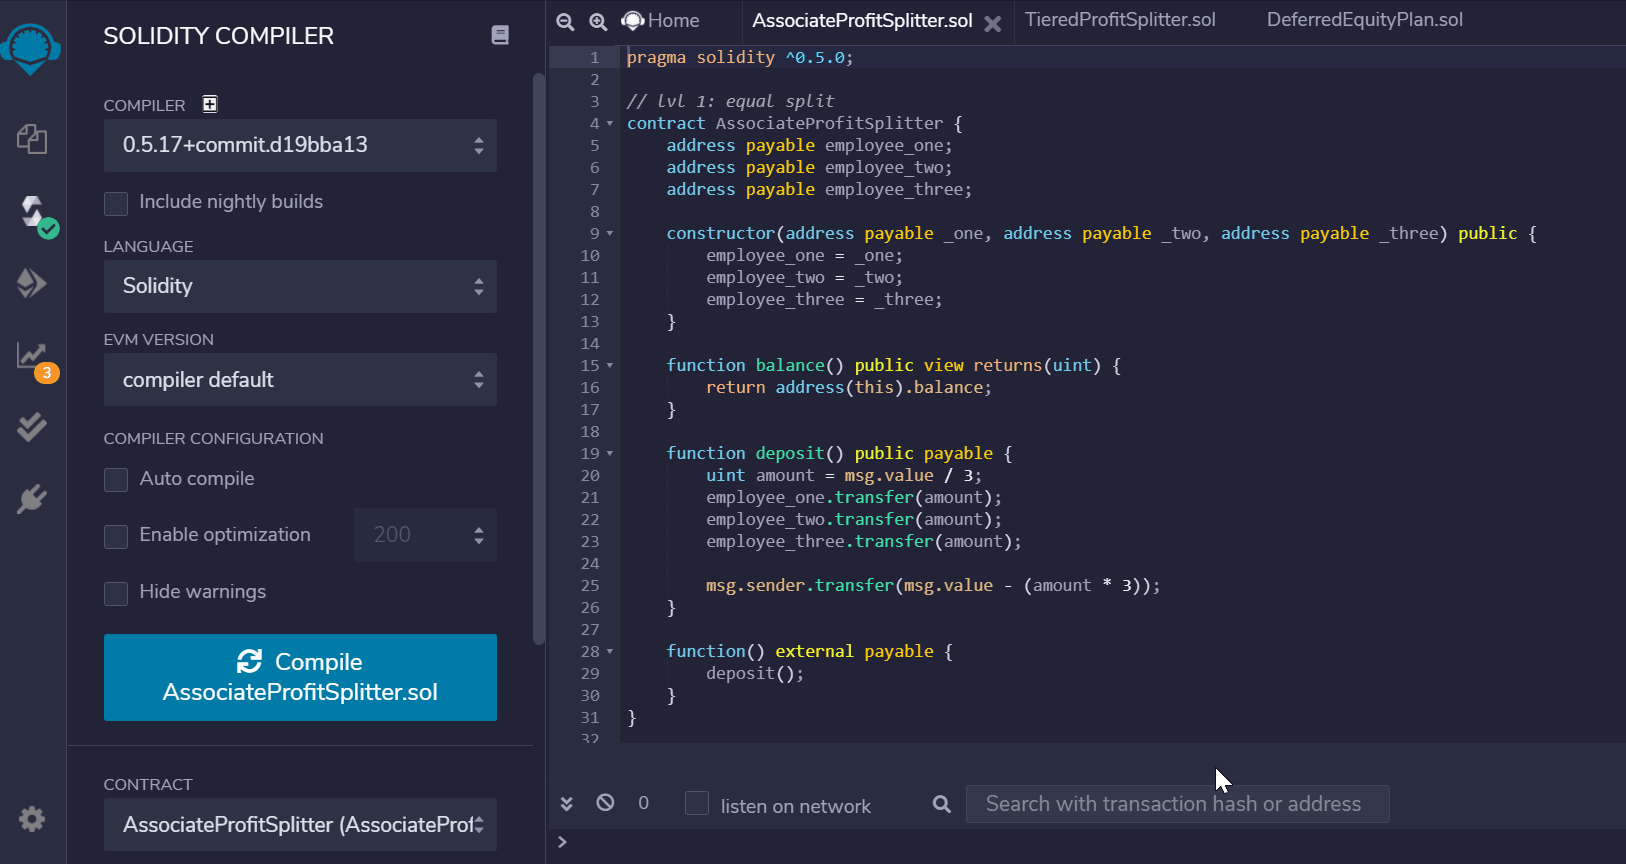 SOLIDITY COMPILER
COMPILER
0.5.17+commit.d19bba13
Include nightly builds
LANGUAGE
Solidity
EVM VERSION
compiler default
COMPILER CONFIGURATION
Auto compile
Enable optimization
200
Hide warnings
Compile
AssociateProfitSplitter.sol
CONTRACT
AssociateProfitSplitter (AssociateProf
3
Home
AssociateProfitSplitter.sol
TieredProfitSplitter.sol
DeferredEquityPlan.sol
1 pragma solidity ^0.5.0;
2
3 // lvl 1: equal split
4 contract AssociateProfitSplitter {
5     address payable employee_one;
6     address payable employee_two;
7     address payable employee_three;
8
9     constructor(address payable _one, address payable _two, address payable _three) public {
10         employee_one = _one;
11         employee_two = _two;
12         employee_three = _three;
13     }
14
15     function balance() public view returns(uint) {
16         return address(this).balance;
17     }
18
19     function deposit() public payable {
20         uint amount = msg.value / 3;
21         employee_one.transfer(amount);
22         employee_two.transfer(amount);
23         employee_three.transfer(amount);
24
25         msg.sender.transfer(msg.value - (amount * 3));
26     }
27
28     function() external payable {
29         deposit();
30     }
31 }
32
0
listen on network
Search with transaction hash or address
>